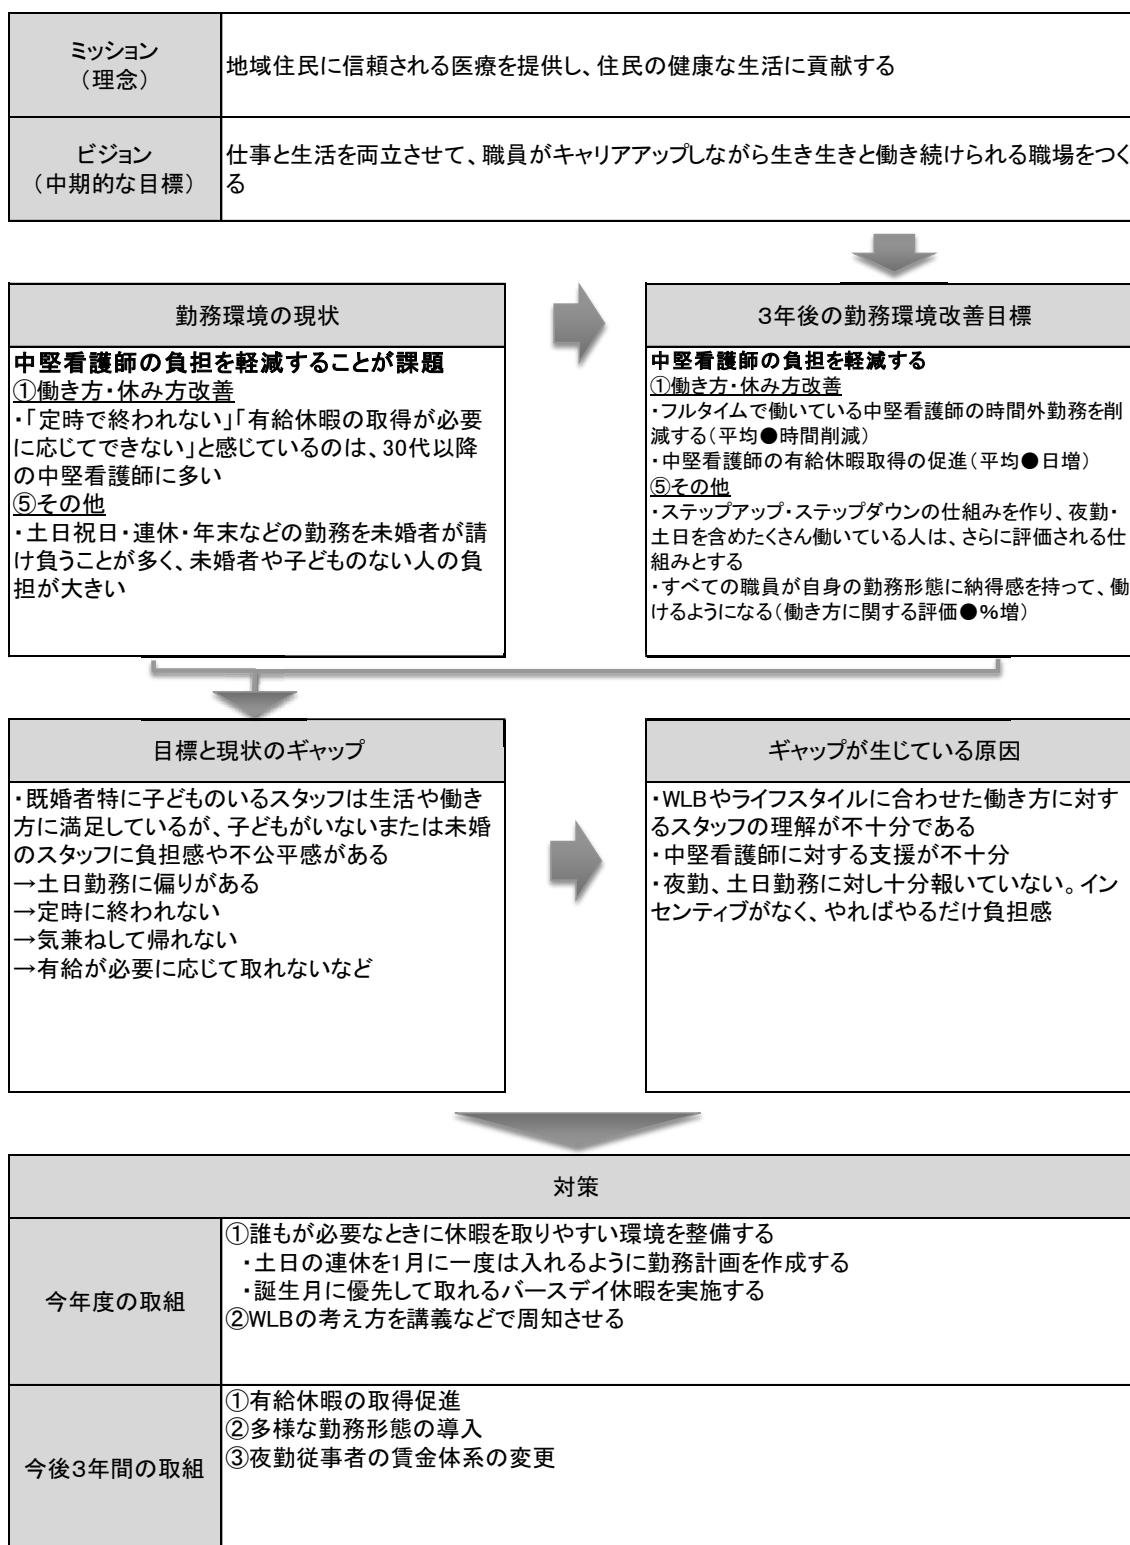 ミッション
（理念）
地域住民に信頼される医療を提供し、住民の健康な生活に貢献する
ビジョン
（中期的な目標）
仕事と生活を両立させて、職員がキャリアアップしながら生き生きと働き続けられる職場をつく
る
勤務環境の現状
中堅看護師の負担を軽減することが課題
①働き方・休み方改善
・「定時で終われない」「有給休暇の取得が必要
に応じてできない」と感じているのは、30代以降
の中堅看護師に多い
⑤その他
・土日祝日・連休・年末などの勤務を未婚者が請
け負うことが多く、未婚者や子どものない人の負
担が大きい
3年後の勤務環境改善目標
中堅看護師の負担を軽減する
①働き方・休み方改善
・フルタイムで働いている中堅看護師の時間外勤務を削
減する（平均●時間削減）
・中堅看護師の有給休暇取得の促進（平均●日増）
⑤その他
・ステップアップ・ステップダウンの仕組みを作り、夜勤・
土日を含めたくさん働いている人は、さらに評価される仕
組みとする
・すべての職員が自身の勤務形態に納得感を持って、働
けるようになる（働き方に関する評価●%増）
目標と現状のギャップ
・既婚者特に子どものいるスタッフは生活や働き
方に満足しているが、子どもがいないまたは未婚
のスタッフに負担感や不公平感がある
→土日勤務に偏りがある
→定時に終われない
→気兼ねして帰れない
→有給が必要に応じて取れないなど
ギャップが生じている原因
・WLBやライフスタイルに合わせた働き方に対す
るスタッフの理解が不十分である
・中堅看護師に対する支援が不十分
・夜勤、土日勤務に対し十分報いていない。イン
センティブがなく、やればやるだけ負担感
対策
今年度の取組
①誰もが必要なときに休暇を取りやすい環境を整備する
・土日の連休を1月に一度は入れるように勤務計画を作成する
・誕生月に優先して取れるバースデイ休暇を実施する
②WLBの考え方を講義などで周知させる
今後3年間の取組
①有給休暇の取得促進
②多様な勤務形態の導入
③夜勤従事者の賃金体系の変更